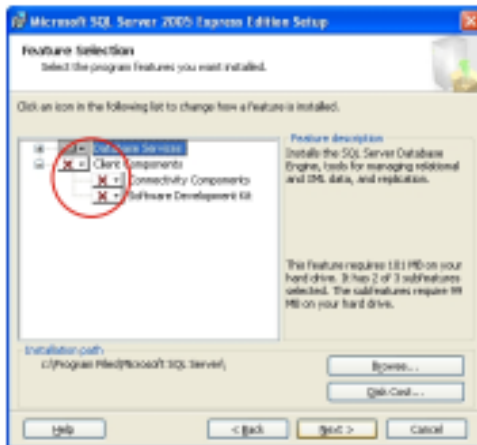 Microsoft SQL Server 2005 Express Edition Setup
Feature Selection
Select the program features you want installed.
Click an icon in the following list to change how a feature is installed.
Database Services
Client Components
Connectivity Components
Software Development Kit
Feature description
Installs the SQL Server Database
Engine, tools for managing relational
and XML data, and replication.
This feature requires 101 MB on your
hard drive. It has 2 of 3 subfeatures
selected. The subfeatures require 99
MB on your hard drive.
Installation path
c:\Program Files\Microsoft SQL Server\
Browse...
Disk Cost...
Help
< Back
Next >
Cancel